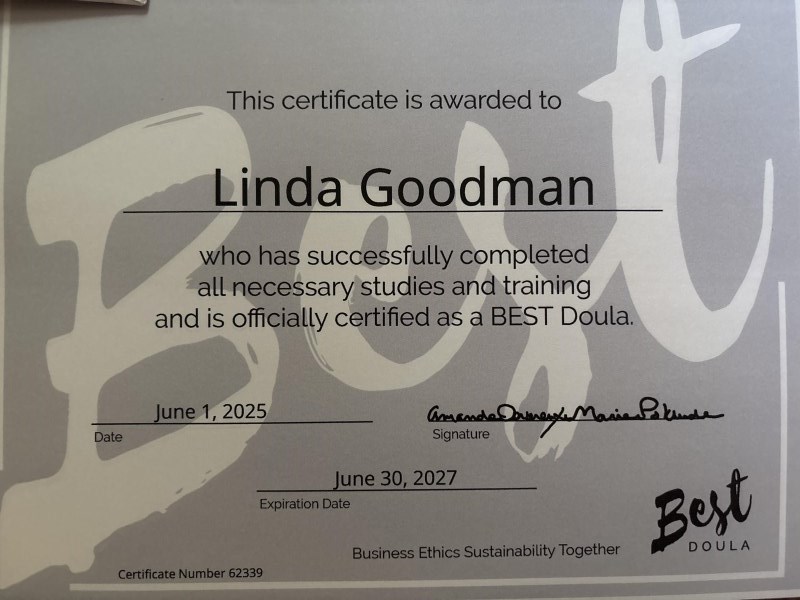 This certificate is awarded to
Linda Goodman
who has successfully completed
all necessary studies and training
and is officially certified as a BEST Doula.
June 1, 2025
Date
Signature
June 30, 2027
Expiration Date
Best
DOULA
Business Ethics Sustainability Together
Certificate Number 62339
Best